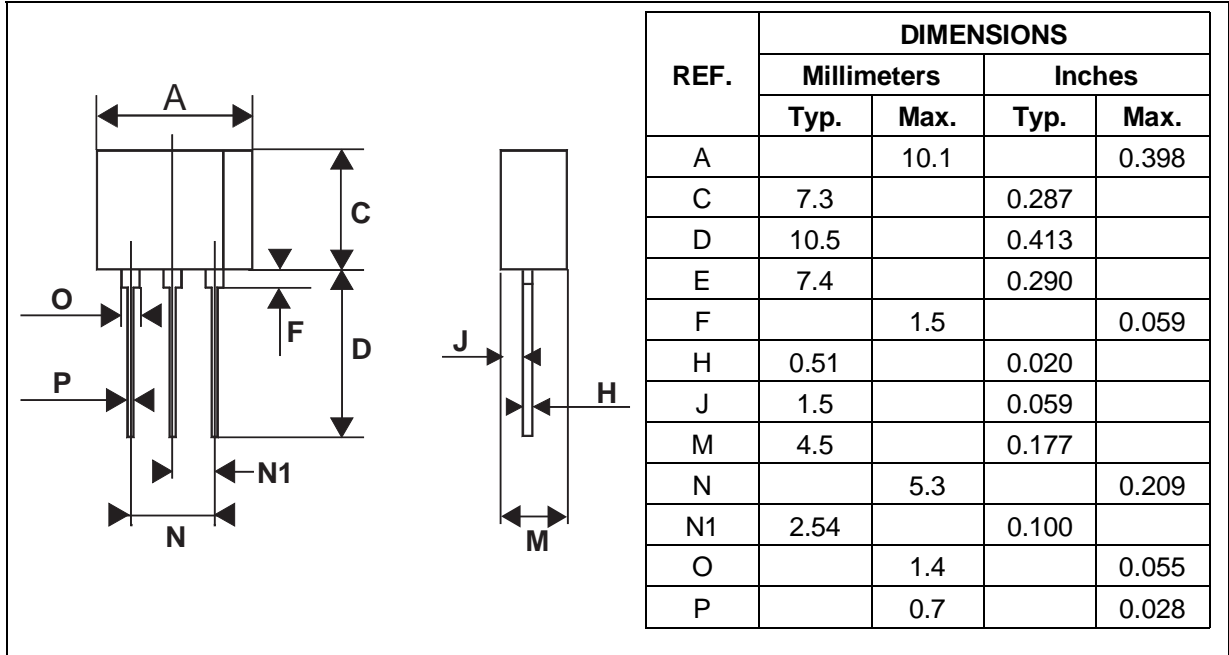 A
C
O
F
D
P
N1
N
J
H
M
DIMENSIONS
REF. Millimeters Inches
Typ. Max. Typ. Max.
A 10.1 0.398
C 7.3 0.287
D 10.5 0.413
E 7.4 0.290
F 1.5 0.059
H 0.51 0.020
J 1.5 0.059
M 4.5 0.177
N 5.3 0.209
N1 2.54 0.100
O 1.4 0.055
P 0.7 0.028